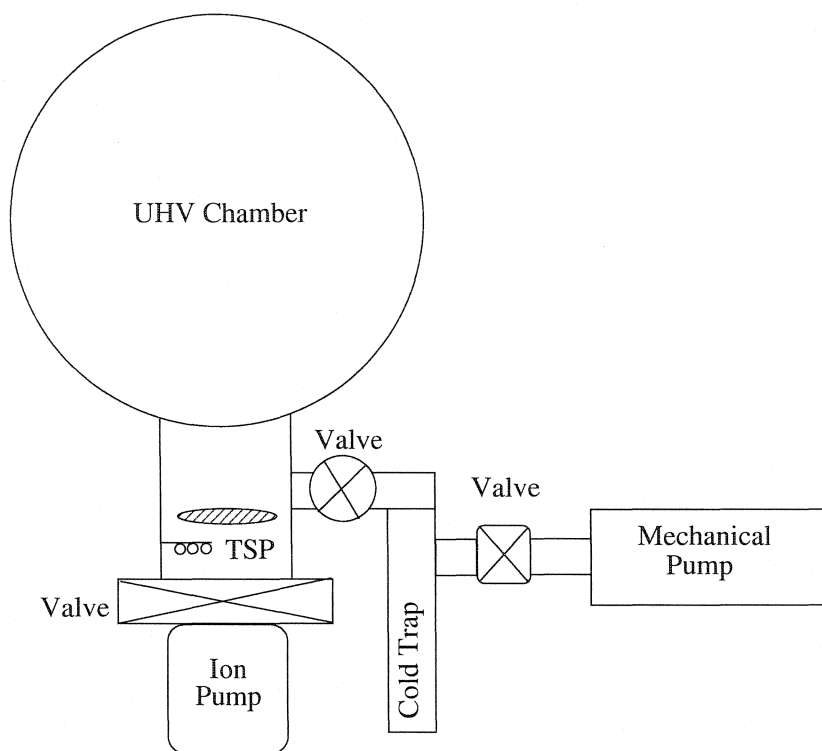 UHV Chamber
Valve
Valve
TSP
Mechanical
Pump
Valve
Ion
Pump
Cold Trap